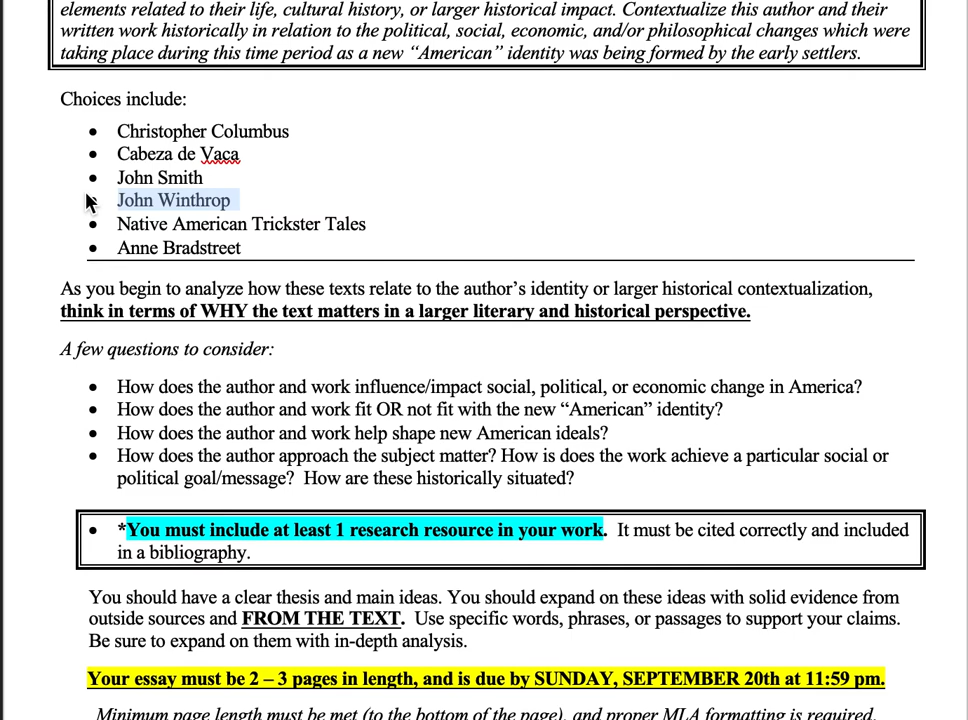 elements related to their life, cultural history, or larger historical impact. Contextualize this author and their
written work historically in relation to the political, social, economic, and/or philosophical changes which were
taking place during this time period as a new “American” identity was being formed by the early settlers.
Choices include:
• Christopher Columbus
• Cabeza de Vaca
• John Smith
• John Winthrop
• Native American Trickster Tales
• Anne Bradstreet
As you begin to analyze how these texts relate to the author’s identity or larger historical contextualization,
think in terms of WHY the text matters in a larger literary and historical perspective.
A few questions to consider:
• How does the author and work influence/impact social, political, or economic change in America?
• How does the author and work fit OR not fit with the new “American” identity?
• How does the author and work help shape new American ideals?
• How does the author approach the subject matter? How is does the work achieve a particular social or
political goal/message?  How are these historically situated?
• *You must include at least 1 research resource in your work.  It must be cited correctly and included
in a bibliography.
You should have a clear thesis and main ideas. You should expand on these ideas with solid evidence from
outside sources and FROM THE TEXT.  Use specific words, phrases, or passages to support your claims.
Be sure to expand on them with in-depth analysis.
Your essay must be 2 – 3 pages in length, and is due by SUNDAY, SEPTEMBER 20th at 11:59 pm.
Minimum page length must be met (to the bottom of the page), and proper MLA formatting is required.